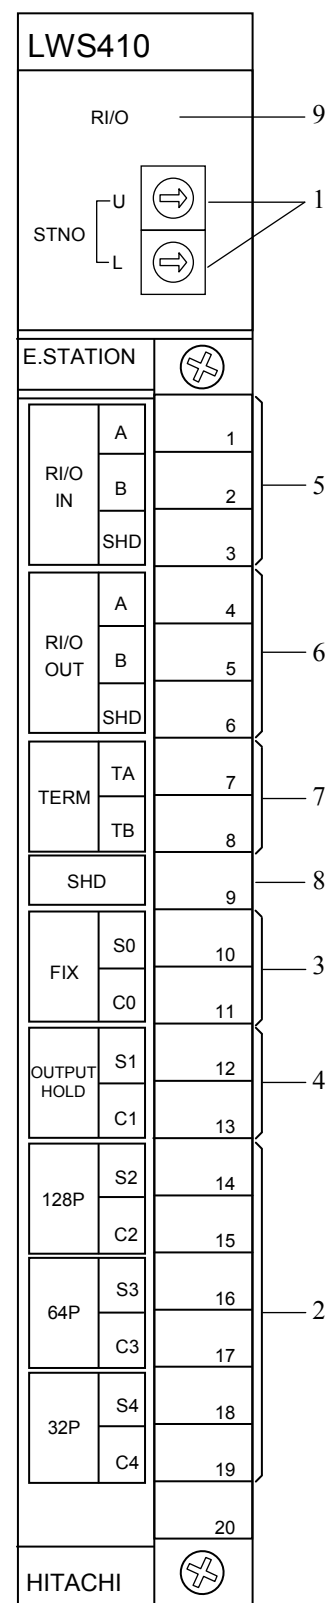 LWS410
RI/O 9
U 1
STNO
L
E.STATION
A 1
RI/O IN B 2 5
SHD 3
A 4
RI/O OUT B 5 6
SHD 6
TERM TA 7 7
TB 8
SHD 9 8
FIX S0 10 3
C0 11
OUTPUT HOLD S1 12 4
C1 13
128P S2 14
C2 15
64P S3 16 2
C3 17
32P S4 18
C4 19
20
HITACHI